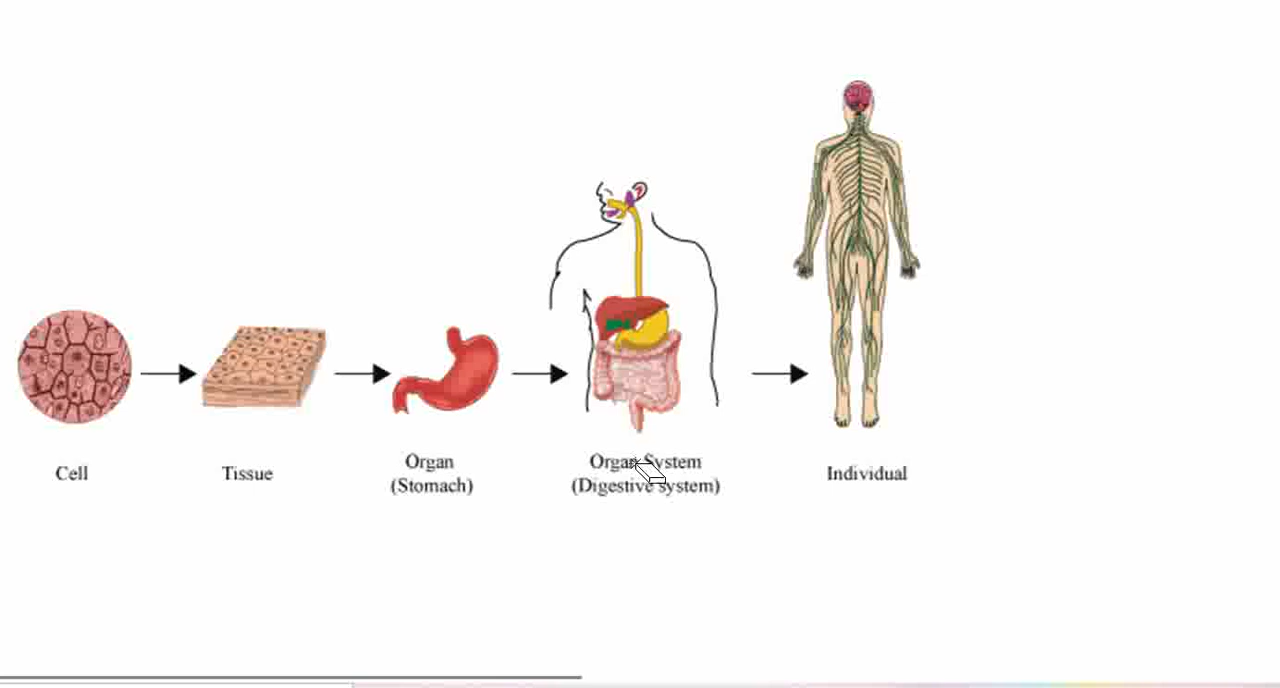 Cell
Tissue
Organ
(Stomach)
Organ System
(Digestive system)
Individual